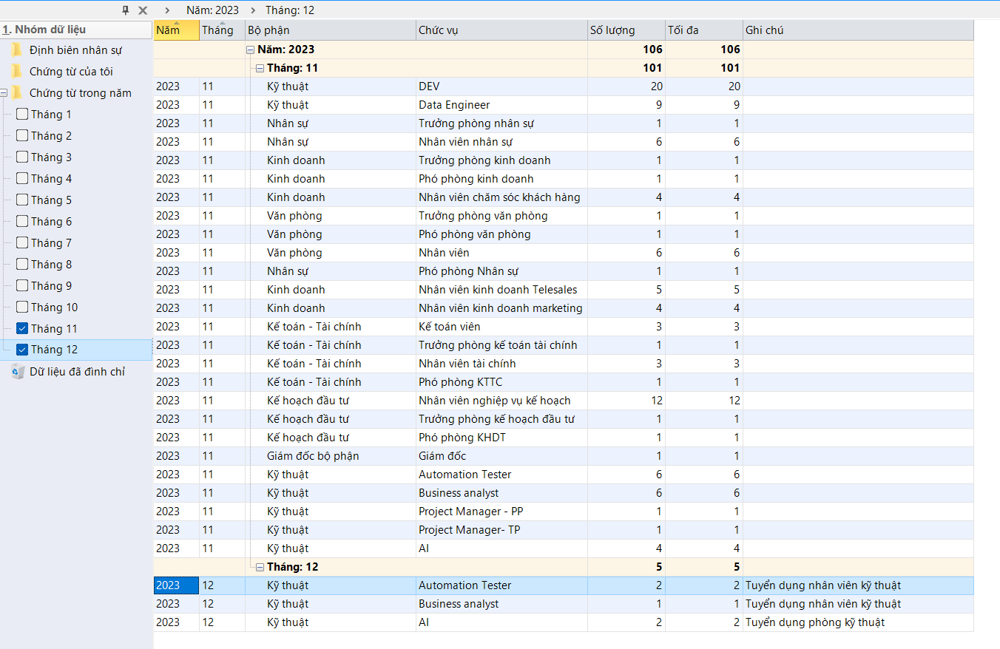 Năm: 2023 Tháng: 12
1. Nhóm dữ liệu
Định biên nhân sự
Chứng từ của tôi
Chứng từ trong năm
Tháng 1
Tháng 2
Tháng 3
Tháng 4
Tháng 5
Tháng 6
Tháng 7
Tháng 8
Tháng 9
Tháng 10
Tháng 11
Tháng 12
Dữ liệu đã đình chỉ
Năm Tháng Bộ phận Chức vụ Số lượng Tối đa Ghi chú
Năm: 2023 106 106
Tháng: 11 101 101
2023 11 Kỹ thuật DEV 20 20
2023 11 Kỹ thuật Data Engineer 9 9
2023 11 Nhân sự Trưởng phòng nhân sự 1 1
2023 11 Nhân sự Nhân viên nhân sự 6 6
2023 11 Kinh doanh Trưởng phòng kinh doanh 1 1
2023 11 Kinh doanh Phó phòng kinh doanh 1 1
2023 11 Kinh doanh Nhân viên chăm sóc khách hàng 4 4
2023 11 Văn phòng Trưởng phòng văn phòng 1 1
2023 11 Văn phòng Phó phòng văn phòng 1 1
2023 11 Văn phòng Nhân viên 6 6
2023 11 Nhân sự Phó phòng Nhân sự 1 1
2023 11 Kinh doanh Nhân viên kinh doanh Telesales 5 5
2023 11 Kinh doanh Nhân viên kinh doanh marketing 4 4
2023 11 Kế toán - Tài chính Kế toán viên 3 3
2023 11 Kế toán - Tài chính Trưởng phòng kế toán tài chính 1 1
2023 11 Kế toán - Tài chính Nhân viên tài chính 3 3
2023 11 Kế toán - Tài chính Phó phòng KTTC 1 1
2023 11 Kế hoạch đầu tư Nhân viên nghiệp vụ kế hoạch 12 12
2023 11 Kế hoạch đầu tư Trưởng phòng kế hoạch đầu tư 1 1
2023 11 Kế hoạch đầu tư Phó phòng KHDT 1 1
2023 11 Giám đốc bộ phận Giám đốc 1 1
2023 11 Kỹ thuật Automation Tester 6 6
2023 11 Kỹ thuật Business analyst 6 6
2023 11 Kỹ thuật Project Manager - PP 1 1
2023 11 Kỹ thuật Project Manager- TP 1 1
2023 11 Kỹ thuật AI 4 4
Tháng: 12 5 5
2023 12 Kỹ thuật Automation Tester 2 2 Tuyển dụng nhân viên kỹ thuật
2023 12 Kỹ thuật Business analyst 1 1 Tuyển dụng nhân viên kỹ thuật
2023 12 Kỹ thuật AI 2 2 Tuyển dụng phòng kỹ thuật